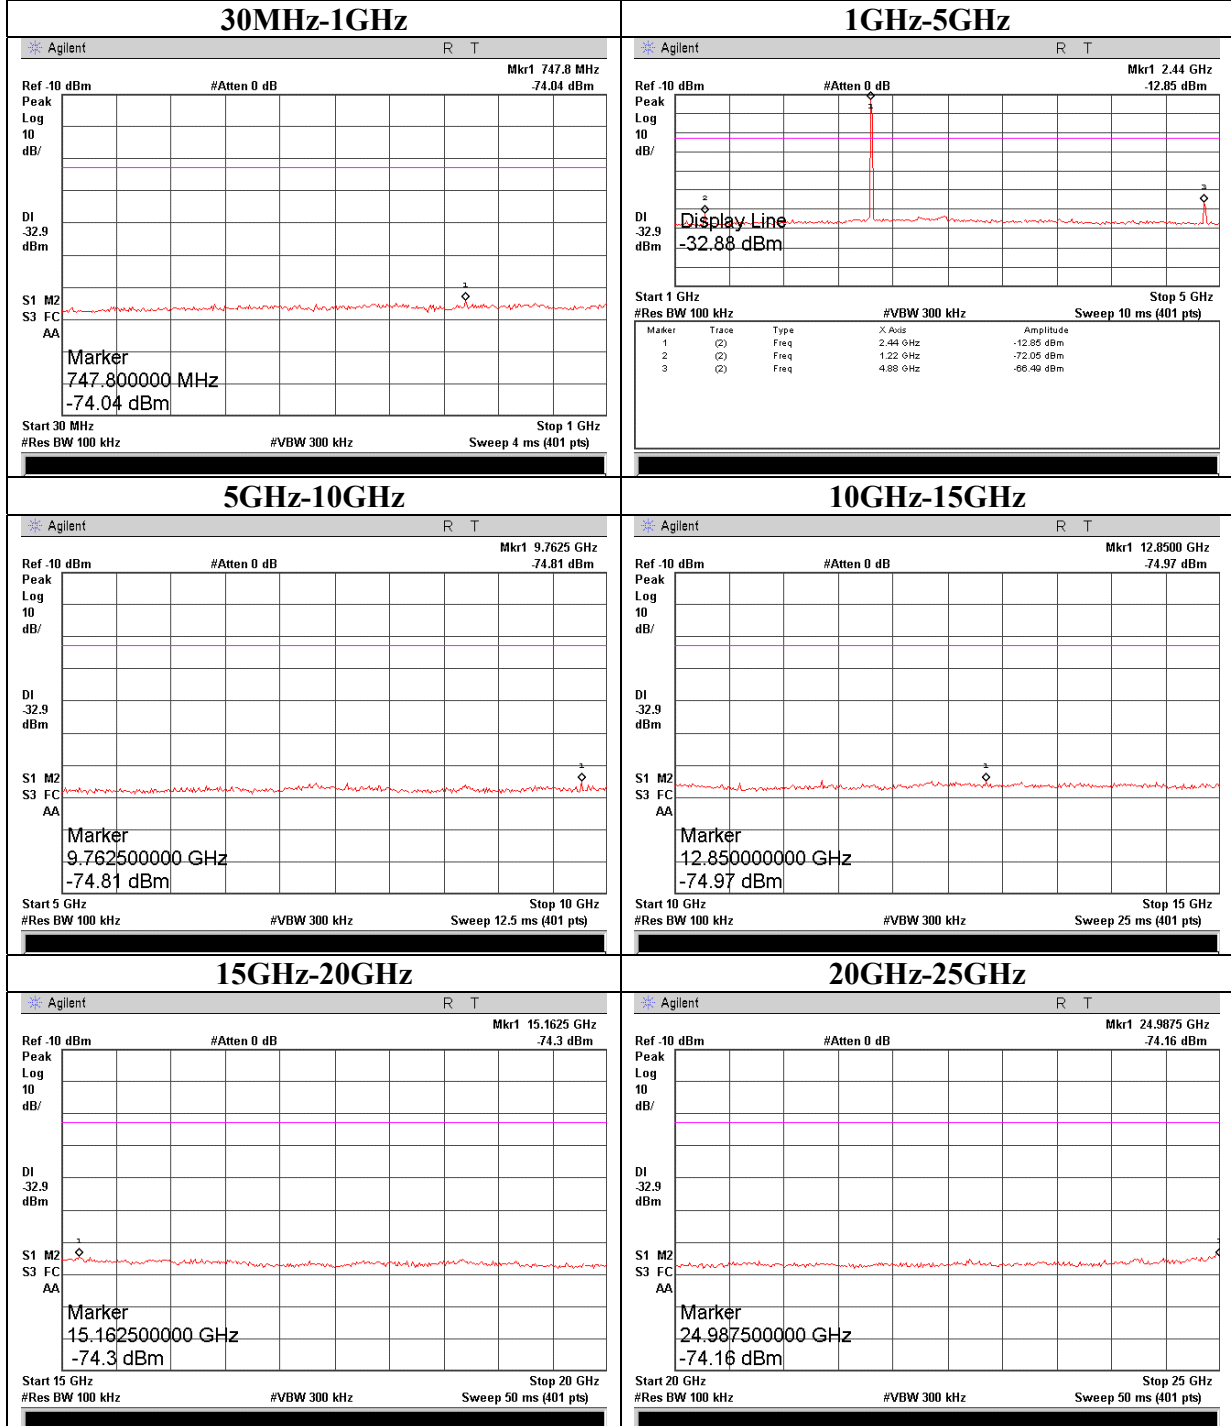 30MHz-1GHz
Agilent R T
Mkr1 747.8 MHz
Ref -10 dBm #Atten 0 dB -74.04 dBm
Peak
Log
10
dB/
DI
-32.9
dBm
1
S1 M2
S3 FC
AA
Marker
747.800000 MHz
-74.04 dBm
Start 30 MHz Stop 1 GHz
#Res BW 100 kHz #VBW 300 kHz Sweep 4 ms (401 pts)
1GHz-5GHz
Agilent R T
Mkr1 2.44 GHz
Ref -10 dBm #Atten 0 dB -12.85 dBm
Peak
Log
10
dB/
1
2
3
DI
-32.9
dBm
Display Line
-32.88 dBm
Start 1 GHz Stop 5 GHz
#Res BW 100 kHz #VBW 300 kHz Sweep 10 ms (401 pts)
Marker Trace Type X Axis Amplitude
1 (2) Freq 2.44 GHz -12.85 dBm
2 (2) Freq 1.22 GHz -72.05 dBm
3 (2) Freq 4.88 GHz -66.49 dBm
5GHz-10GHz
Agilent R T
Mkr1 9.7625 GHz
Ref -10 dBm #Atten 0 dB -74.81 dBm
Peak
Log
10
dB/
DI
-32.9
dBm
1
S1 M2
S3 FC
AA
Marker
9.762500000 GHz
-74.81 dBm
Start 5 GHz Stop 10 GHz
#Res BW 100 kHz #VBW 300 kHz Sweep 12.5 ms (401 pts)
10GHz-15GHz
Agilent R T
Mkr1 12.8500 GHz
Ref -10 dBm #Atten 0 dB -74.97 dBm
Peak
Log
10
dB/
DI
-32.9
dBm
1
S1 M2
S3 FC
AA
Marker
12.850000000 GHz
-74.97 dBm
Start 10 GHz Stop 15 GHz
#Res BW 100 kHz #VBW 300 kHz Sweep 25 ms (401 pts)
15GHz-20GHz
Agilent R T
Mkr1 15.1625 GHz
Ref -10 dBm #Atten 0 dB -74.3 dBm
Peak
Log
10
dB/
DI
-32.9
dBm
1
S1 M2
S3 FC
AA
Marker
15.162500000 GHz
-74.3 dBm
Start 15 GHz Stop 20 GHz
#Res BW 100 kHz #VBW 300 kHz Sweep 50 ms (401 pts)
20GHz-25GHz
Agilent R T
Mkr1 24.9875 GHz
Ref -10 dBm #Atten 0 dB -74.16 dBm
Peak
Log
10
dB/
DI
-32.9
dBm
S1 M2
S3 FC
AA
Marker
24.987500000 GHz
-74.16 dBm
Start 20 GHz Stop 25 GHz
#Res BW 100 kHz #VBW 300 kHz Sweep 50 ms (401 pts)